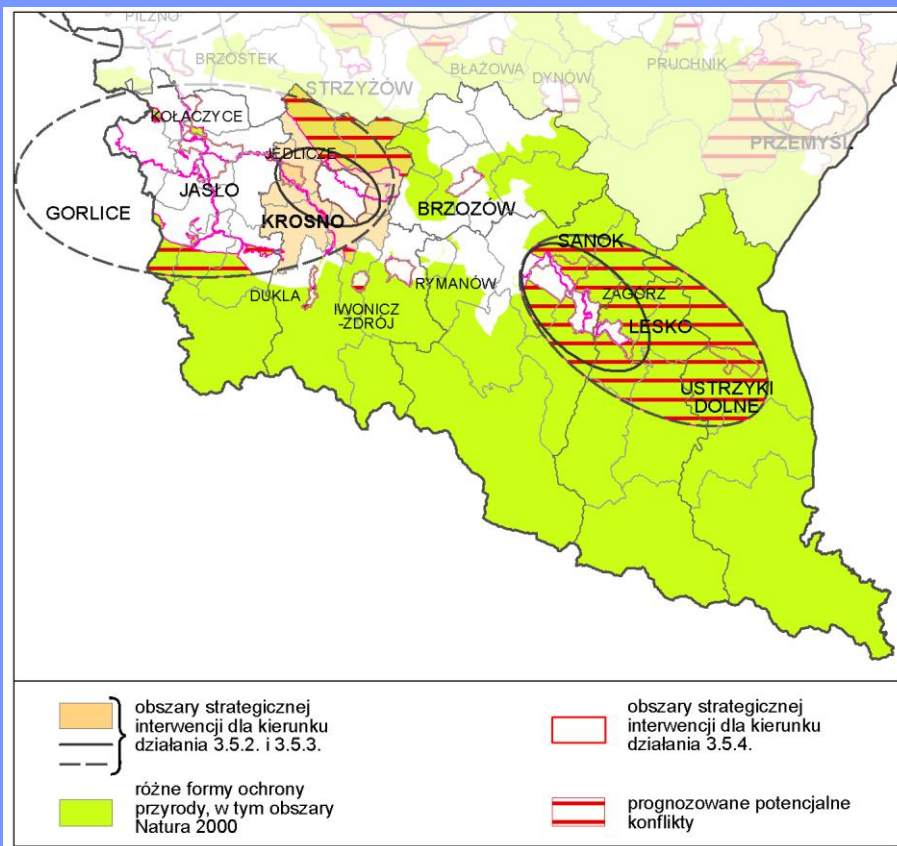 PILZNO
BRZOSTEK
STRZYŻÓW
BŁAŻOWA
DYNÓW
PRUCHNIK
PRZEMYŚL
KOŁACZYCE
JEDLICZE
JASŁO
GORLICE
KROSNO
BRZOZÓW
SANOK
ZAGÓRZ
LESKO
DUKLA
IWONICZ
-ZDRÓJ
RYMANÓW
USTRZYKI
DOLNE
obszary strategicznej
interwencji dla kierunku
działania 3.5.2. i 3.5.3.
różne formy ochrony
przyrody, w tym obszary
Natura 2000
obszary strategicznej
interwencji dla kierunku
działania 3.5.4.
prognozowane potencjalne
konflikty